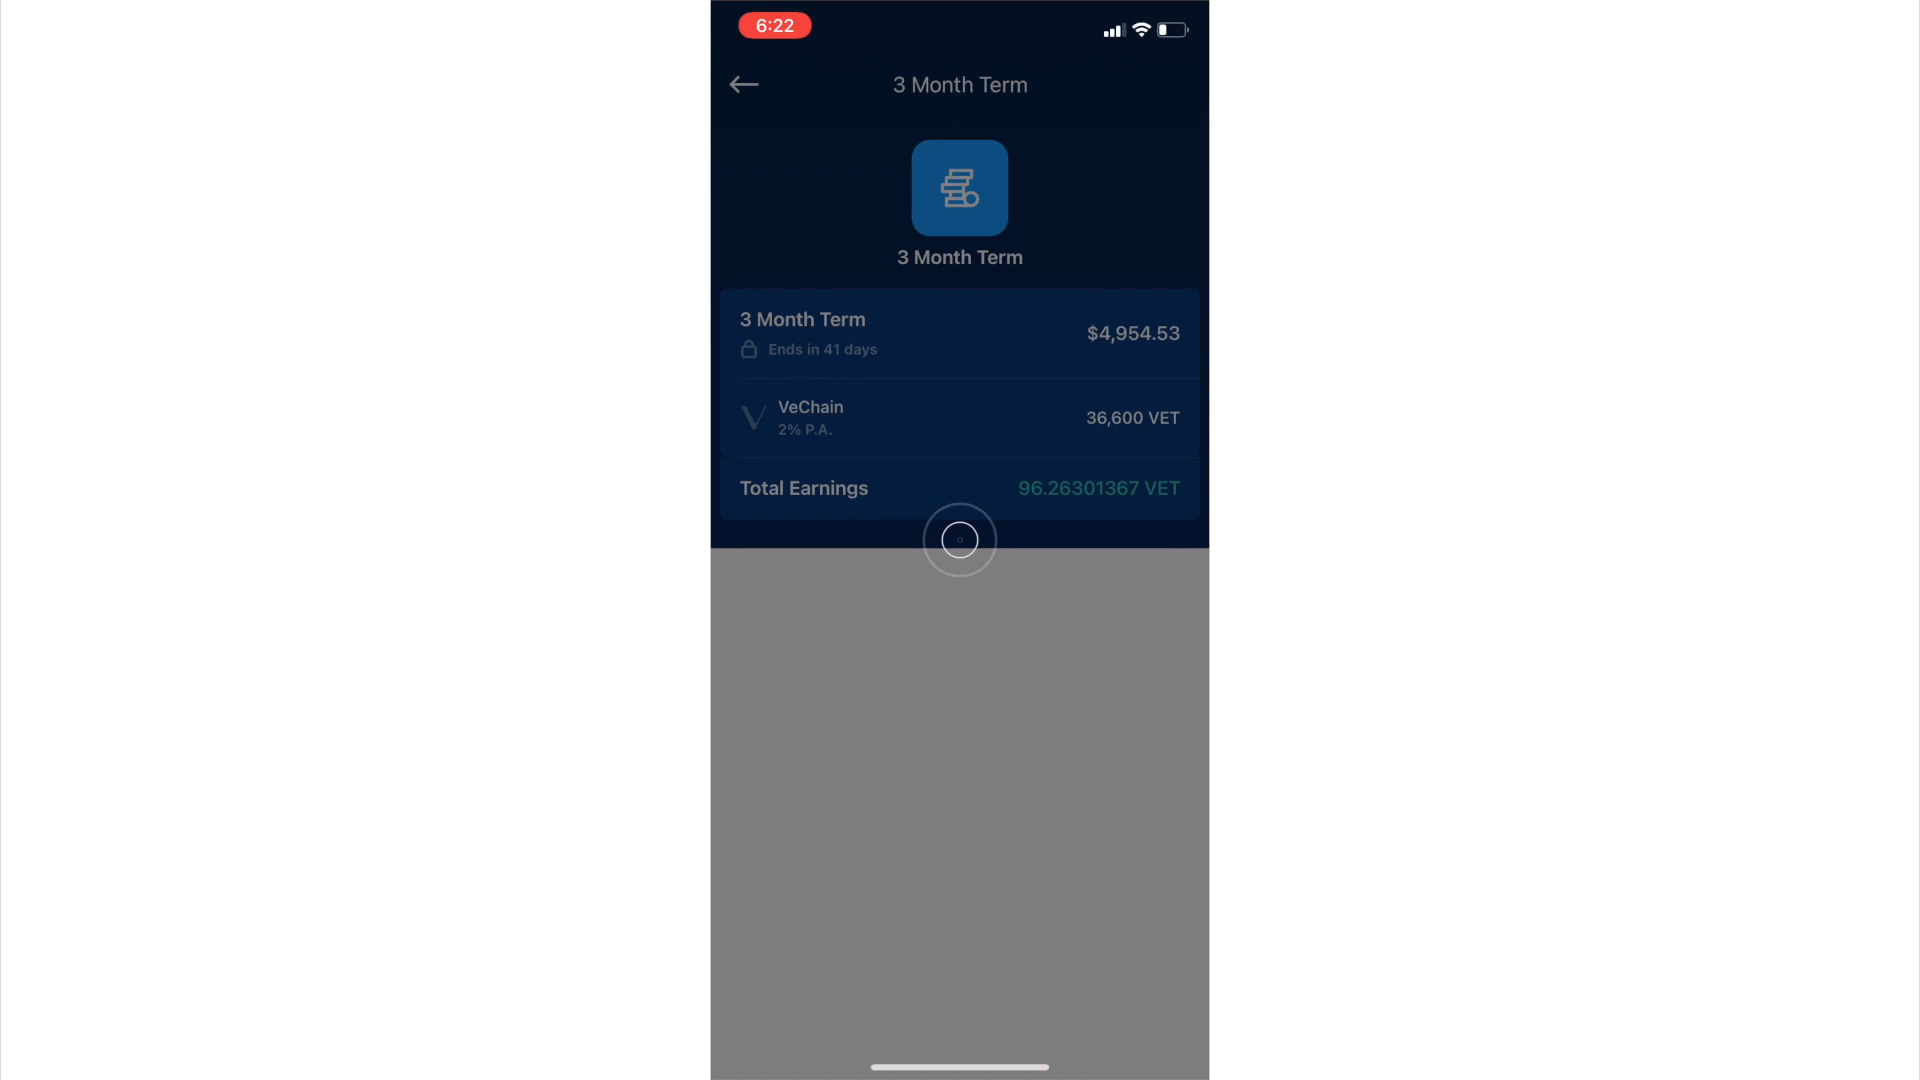 6:22
3 Month Term
3 Month Term
3 Month Term
$4,954.53
Ends in 41 days
VeChain
36,600 VET
2% P.A.
Total Earnings
96.26301367 VET